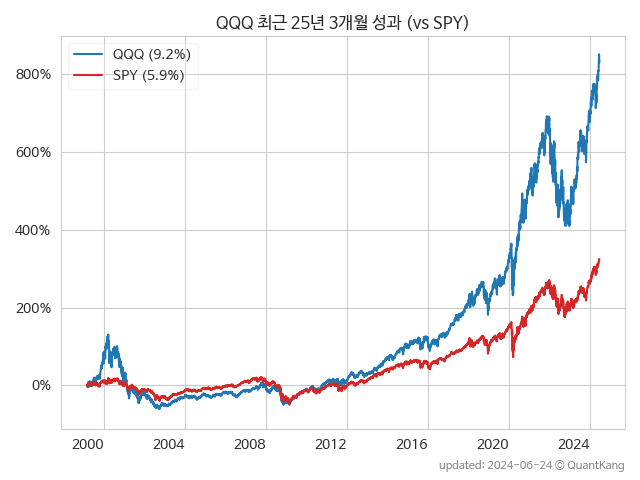 QQQ 최근 25년 3개월 성과 (vs SPY)
QQQ (9.2%)
SPY (5.9%)
800%
600%
400%
200%
0%
2000 2004 2008 2012 2016 2020 2024
updated: 2024-06-24 © QuantKang